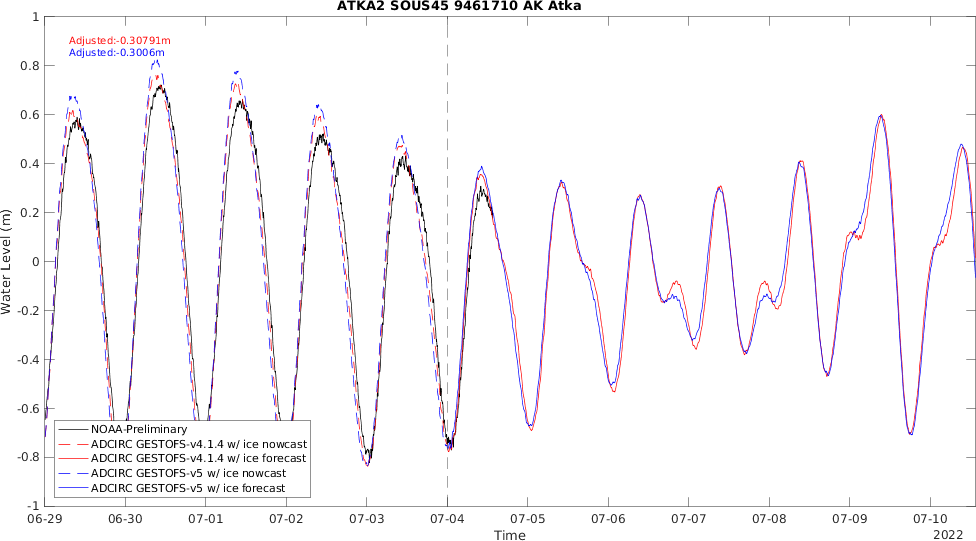 ATKA2 SOUS45 9461710 AK Atka
Adjusted:-0.30791m
Adjusted:-0.3006m
1
0.8
0.6
0.4
0.2
0
-0.2
-0.4
-0.6
-0.8
-1
Water Level (m)
NOAA-Preliminary
ADCIRC GESTOFS-v4.1.4 w/ ice nowcast
ADCIRC GESTOFS-v4.1.4 w/ ice forecast
ADCIRC GESTOFS-v5 w/ ice nowcast
ADCIRC GESTOFS-v5 w/ ice forecast
06-29 06-30 07-01 07-02 07-03 07-04 07-05 07-06 07-07 07-08 07-09 07-10
Time
2022